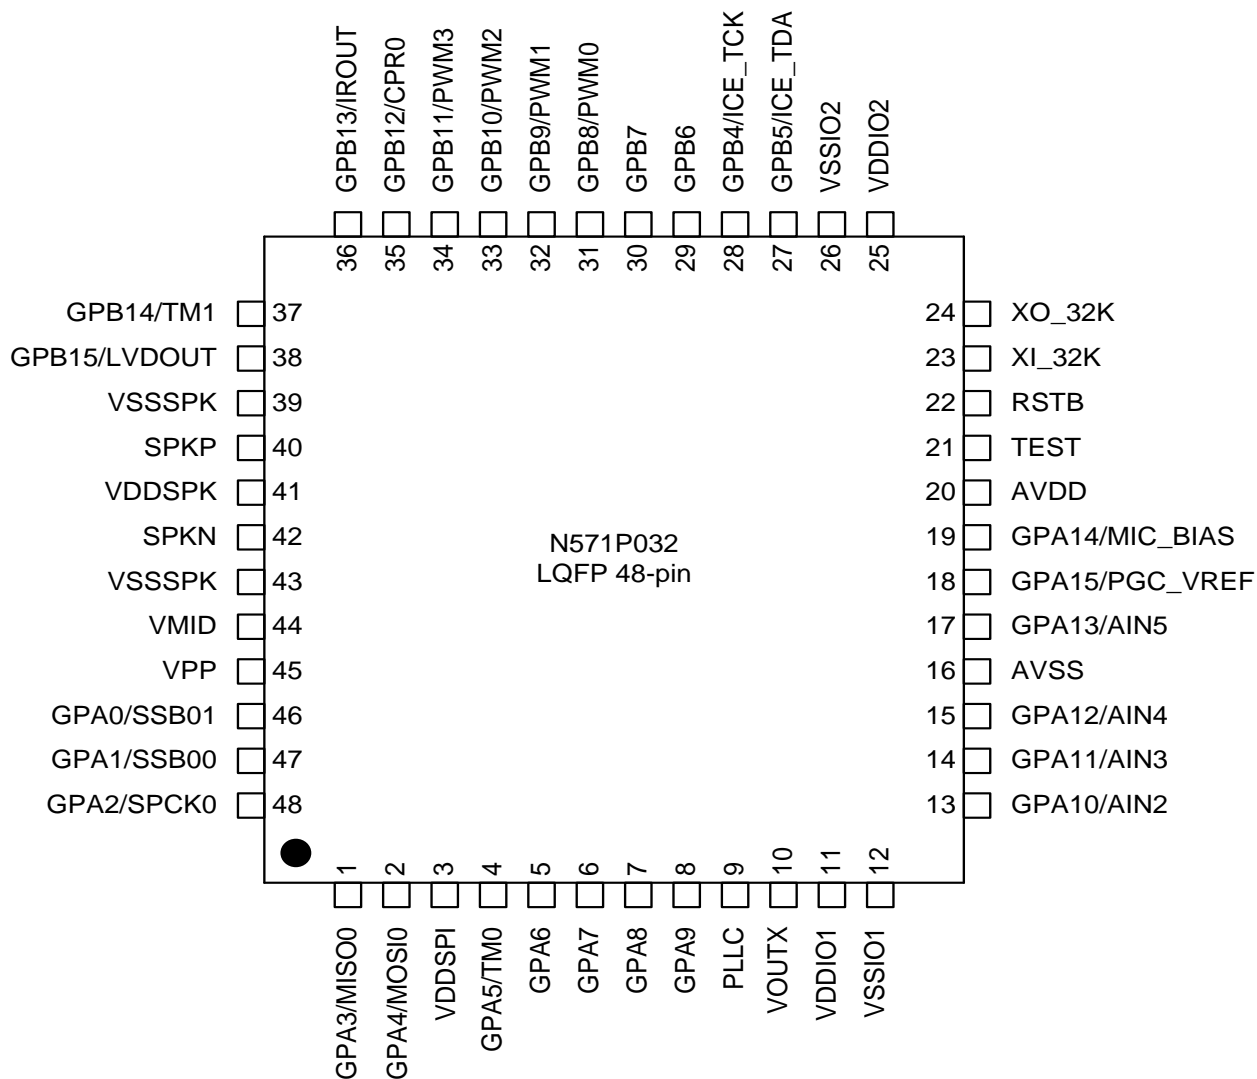 GPB13/IROUT
GPB12/CPR0
GPB11/PWM3
GPB10/PWM2
GPB9/PWM1
GPB8/PWM0
GPB7
GPB6
GPB4/ICE_TCK
GPB5/ICE_TDA
VSSIO2
VDDIO2
36
35
34
33
32
31
30
29
28
27
26
25
GPB14/TM1 37
GPB15/LVDOUT 38
VSSSPK 39
SPKP 40
VDDSPK 41
SPKN 42
VSSSPK 43
VMID 44
VPP 45
GPA0/SSB01 46
GPA1/SSB00 47
GPA2/SPCK0 48
N571P032
LQFP 48-pin
24 XO_32K
23 XI_32K
22 RSTB
21 TEST
20 AVDD
19 GPA14/MIC_BIAS
18 GPA15/PGC_VREF
17 GPA13/AIN5
16 AVSS
15 GPA12/AIN4
14 GPA11/AIN3
13 GPA10/AIN2
1
2
3
4
5
6
7
8
9
10
11
12
GPA3/MISO0
GPA4/MOSI0
VDDSPI
GPA5/TM0
GPA6
GPA7
GPA8
GPA9
PLLC
VOUTX
VDDIO1
VSSIO1